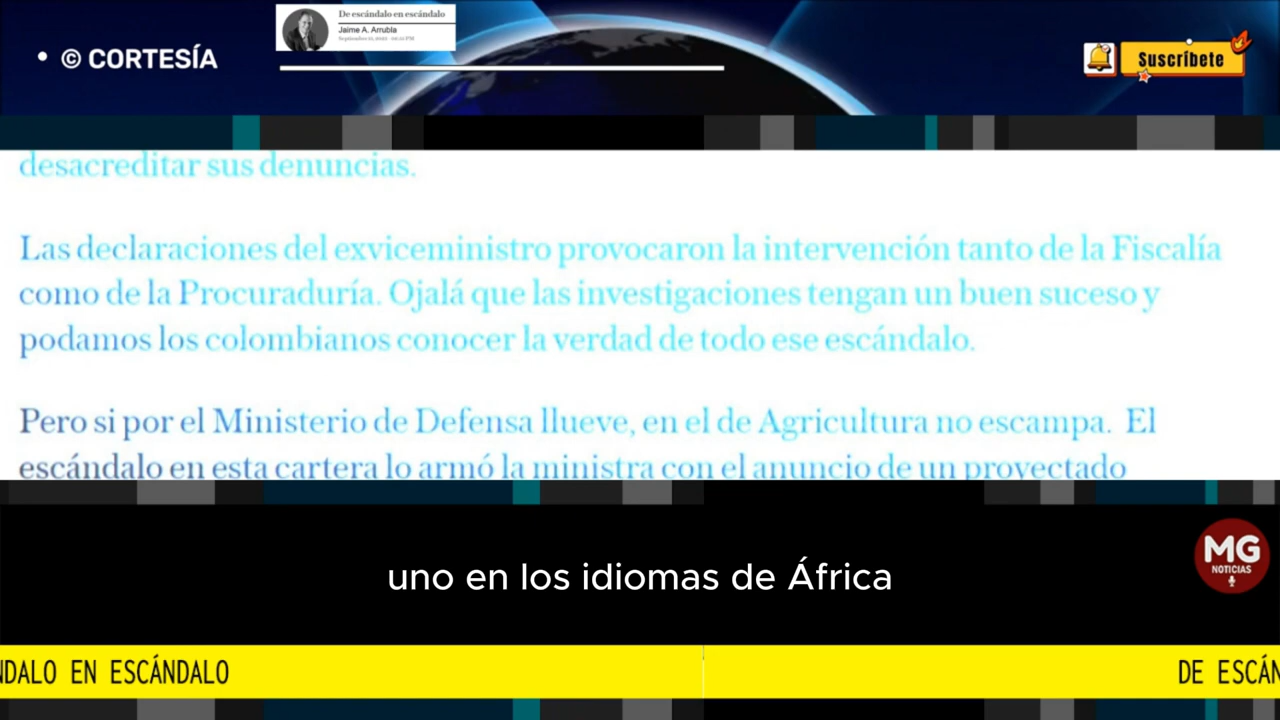 De escándalo en escándalo
Jaime A. Arrubla
• © CORTESÍA
Suscríbete
desacreditar sus denuncias.
Las declaraciones del exviceministro provocaron la intervención tanto de la Fiscalía
como de la Procuraduría. Ojalá que las investigaciones tengan un buen suceso y
podamos los colombianos conocer la verdad de todo ese escándalo.
Pero si por el Ministerio de Defensa llueve, en el de Agricultura no escampa. El
escándalo en esta cartera lo armó la ministra con el anuncio de un proyectado
uno en los idiomas de África
MG
NOTICIAS
NDALO EN ESCÁNDALO
DE ESCÁN